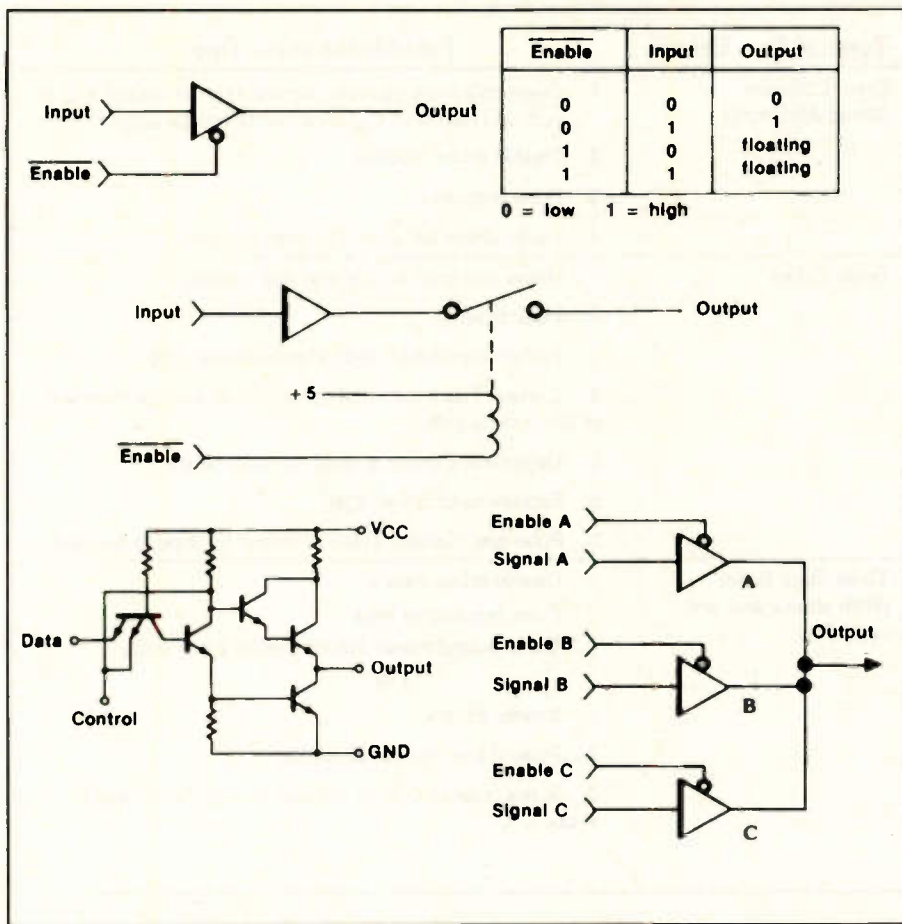 Enable Input Output
0 0 0
0 1 1
1 0 floating
1 1 floating
0 = low 1 = high
Input Output
Enable
Input Output
+ 5
Enable
VCC
Data
Output
Control
GND
Enable A
Signal A
A
Output
Enable B
Signal B
B
Enable C
Signal C
C